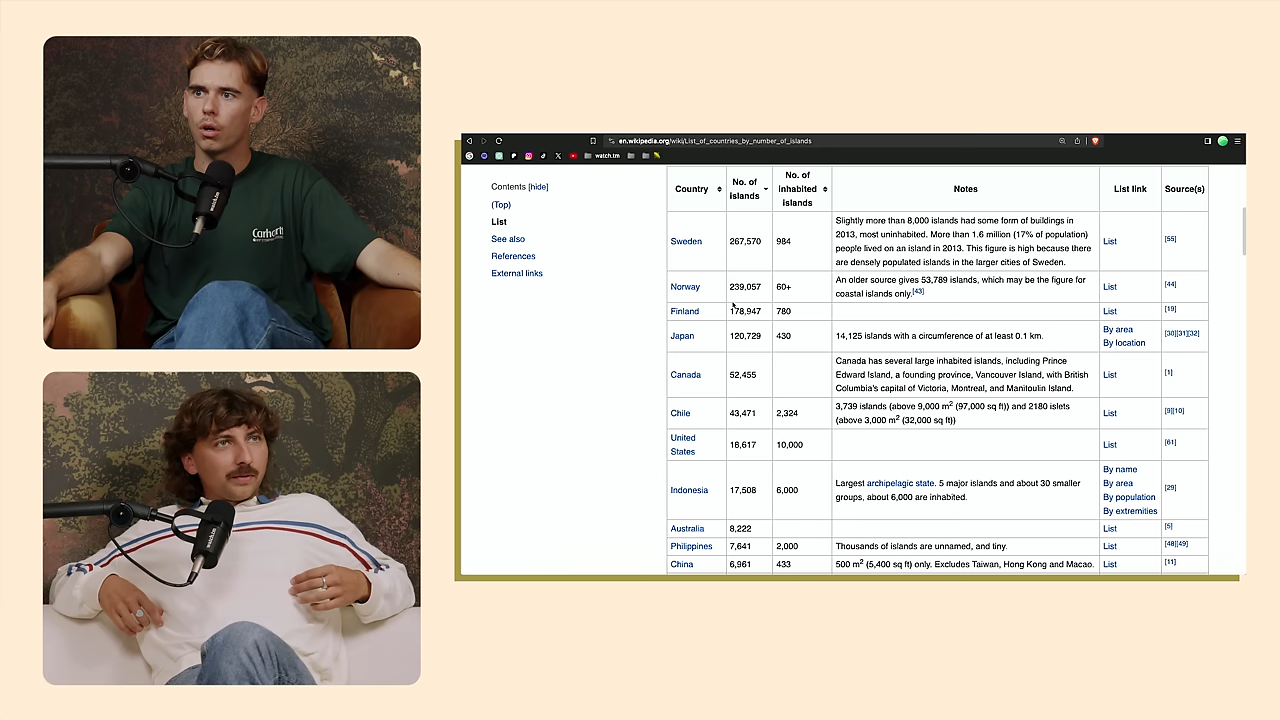 Carhartt
watch.tm
watch.tm
en.wikipedia.org/wiki/List_of_countries_by_number_of_islands
watch.tm
Contents [hide]
(Top)
List
See also
References
External links
Country No. of islands No. of inhabited islands Notes List link Source(s)
Sweden 267,570 984 Slightly more than 8,000 islands had some form of buildings in
2013, most uninhabited. More than 1.6 million (17% of population)
people lived on an island in 2013. This figure is high because there
are densely populated islands in the larger cities of Sweden. List [55]
Norway 239,057 60+ An older source gives 53,789 islands, which may be the figure for
coastal islands only.[43] List [44]
Finland 178,947 780 List [19]
Japan 120,729 430 14,125 islands with a circumference of at least 0.1 km. By area
By location [30][31][32]
Canada 52,455 Canada has several large inhabited islands, including Prince
Edward Island, a founding province, Vancouver Island, with British
Columbia's capital of Victoria, Montreal, and Manitoulin Island. List [1]
Chile 43,471 2,324 3,739 islands (above 9,000 m2 (97,000 sq ft)) and 2180 islets
(above 3,000 m2 (32,000 sq ft)) List [9][10]
United
States 18,617 10,000 List [61]
Indonesia 17,508 6,000 Largest archipelagic state. 5 major islands and about 30 smaller
groups, about 6,000 are inhabited. By name
By area
By population
By extremities [29]
Australia 8,222 List [5]
Philippines 7,641 2,000 Thousands of islands are unnamed, and tiny. List [48][49]
China 6,961 433 500 m2 (5,400 sq ft) only. Excludes Taiwan, Hong Kong and Macao. List [11]